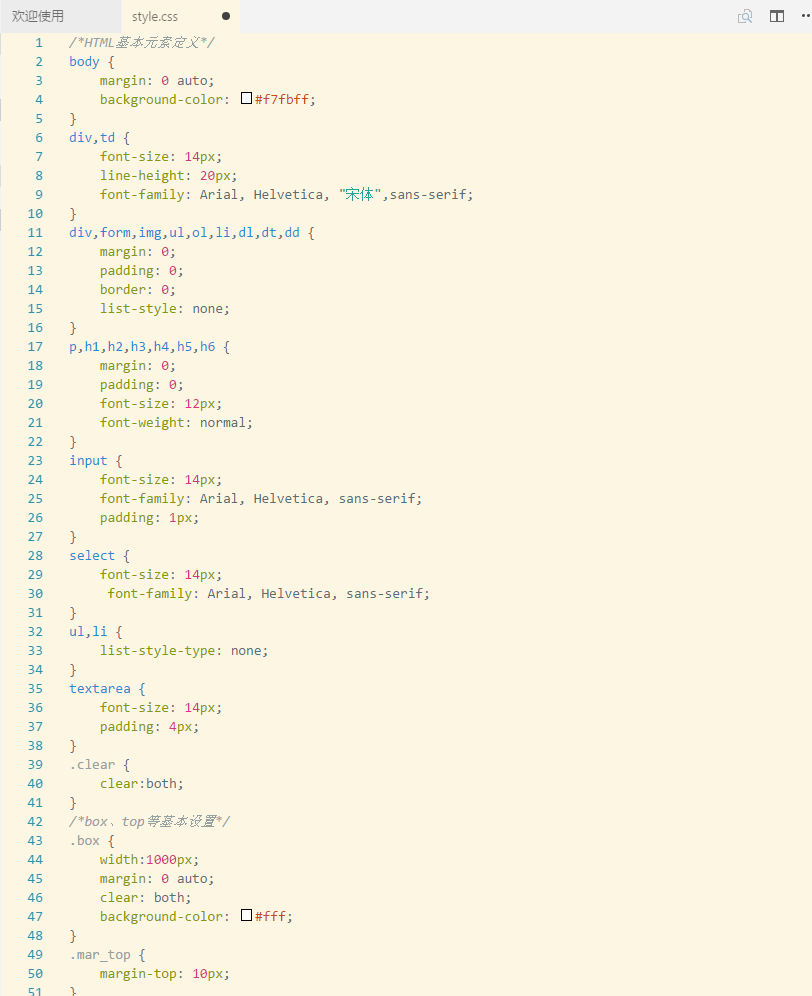 欢迎使用 style.css
1 /*HTML基本元素定义*/
2 body {
3 margin: 0 auto;
4 background-color: #f7fbff;
5 }
6 div,td {
7 font-size: 14px;
8 line-height: 20px;
9 font-family: Arial, Helvetica, "宋体",sans-serif;
10 }
11 div,form,img,ul,ol,li,dl,dt,dd {
12 margin: 0;
13 padding: 0;
14 border: 0;
15 list-style: none;
16 }
17 p,h1,h2,h3,h4,h5,h6 {
18 margin: 0;
19 padding: 0;
20 font-size: 12px;
21 font-weight: normal;
22 }
23 input {
24 font-size: 14px;
25 font-family: Arial, Helvetica, sans-serif;
26 padding: 1px;
27 }
28 select {
29 font-size: 14px;
30 font-family: Arial, Helvetica, sans-serif;
31 }
32 ul,li {
33 list-style-type: none;
34 }
35 textarea {
36 font-size: 14px;
37 padding: 4px;
38 }
39 .clear {
40 clear:both;
41 }
42 /*box、top等基本设置*/
43 .box {
44 width:1000px;
45 margin: 0 auto;
46 clear: both;
47 background-color: #fff;
48 }
49 .mar_top {
50 margin-top: 10px;
51 }